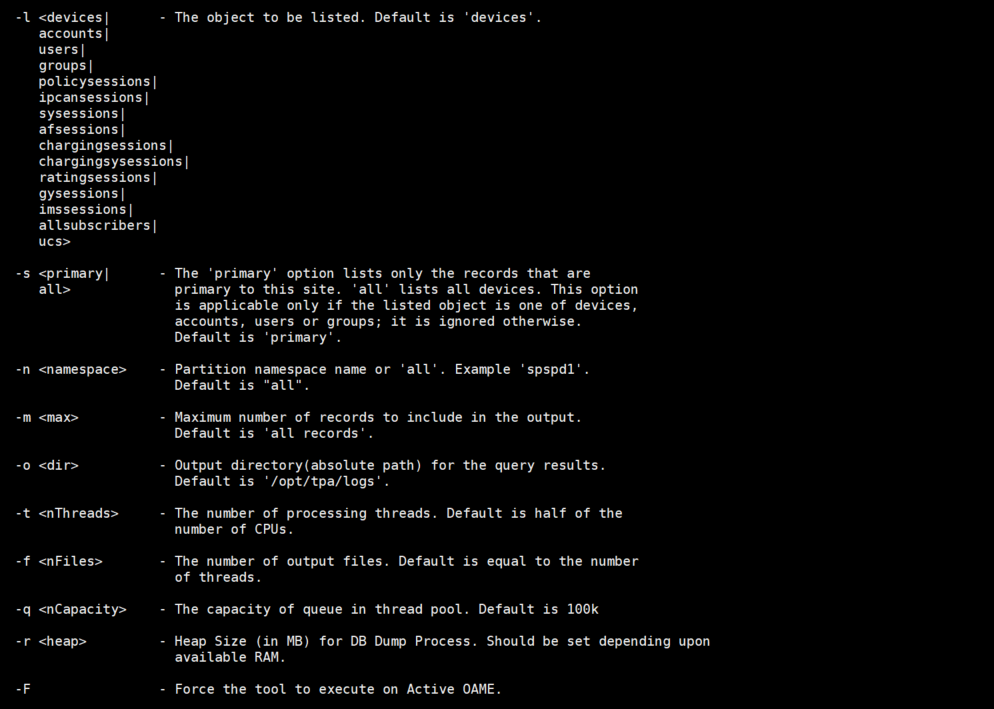 -l <devices|      - The object to be listed. Default is 'devices'.
   accounts|
   users|
   groups|
   policysessions|
   ipcansessions|
   sysessions|
   afsessions|
   chargingsessions|
   chargingsysessions|
   ratingsessions|
   gysessions|
   imssessions|
   allsubscribers|
   ucs>

-s <primary|      - The 'primary' option lists only the records that are
   all>             primary to this site. 'all' lists all devices. This option
                    is applicable only if the listed object is one of devices,
                    accounts, users or groups; it is ignored otherwise.
                    Default is 'primary'.

-n <namespace>    - Partition namespace name or 'all'. Example 'spspd1'.
                    Default is "all".

-m <max>          - Maximum number of records to include in the output.
                    Default is 'all records'.

-o <dir>          - Output directory(absolute path) for the query results.
                    Default is '/opt/tpa/logs'.

-t <nThreads>     - The number of processing threads. Default is half of the
                    number of CPUs.

-f <nFiles>       - The number of output files. Default is equal to the number
                    of threads.

-q <nCapacity>    - The capacity of queue in thread pool. Default is 100k

-r <heap>         - Heap Size (in MB) for DB Dump Process. Should be set depending upon
                    available RAM.

-F                - Force the tool to execute on Active OAME.